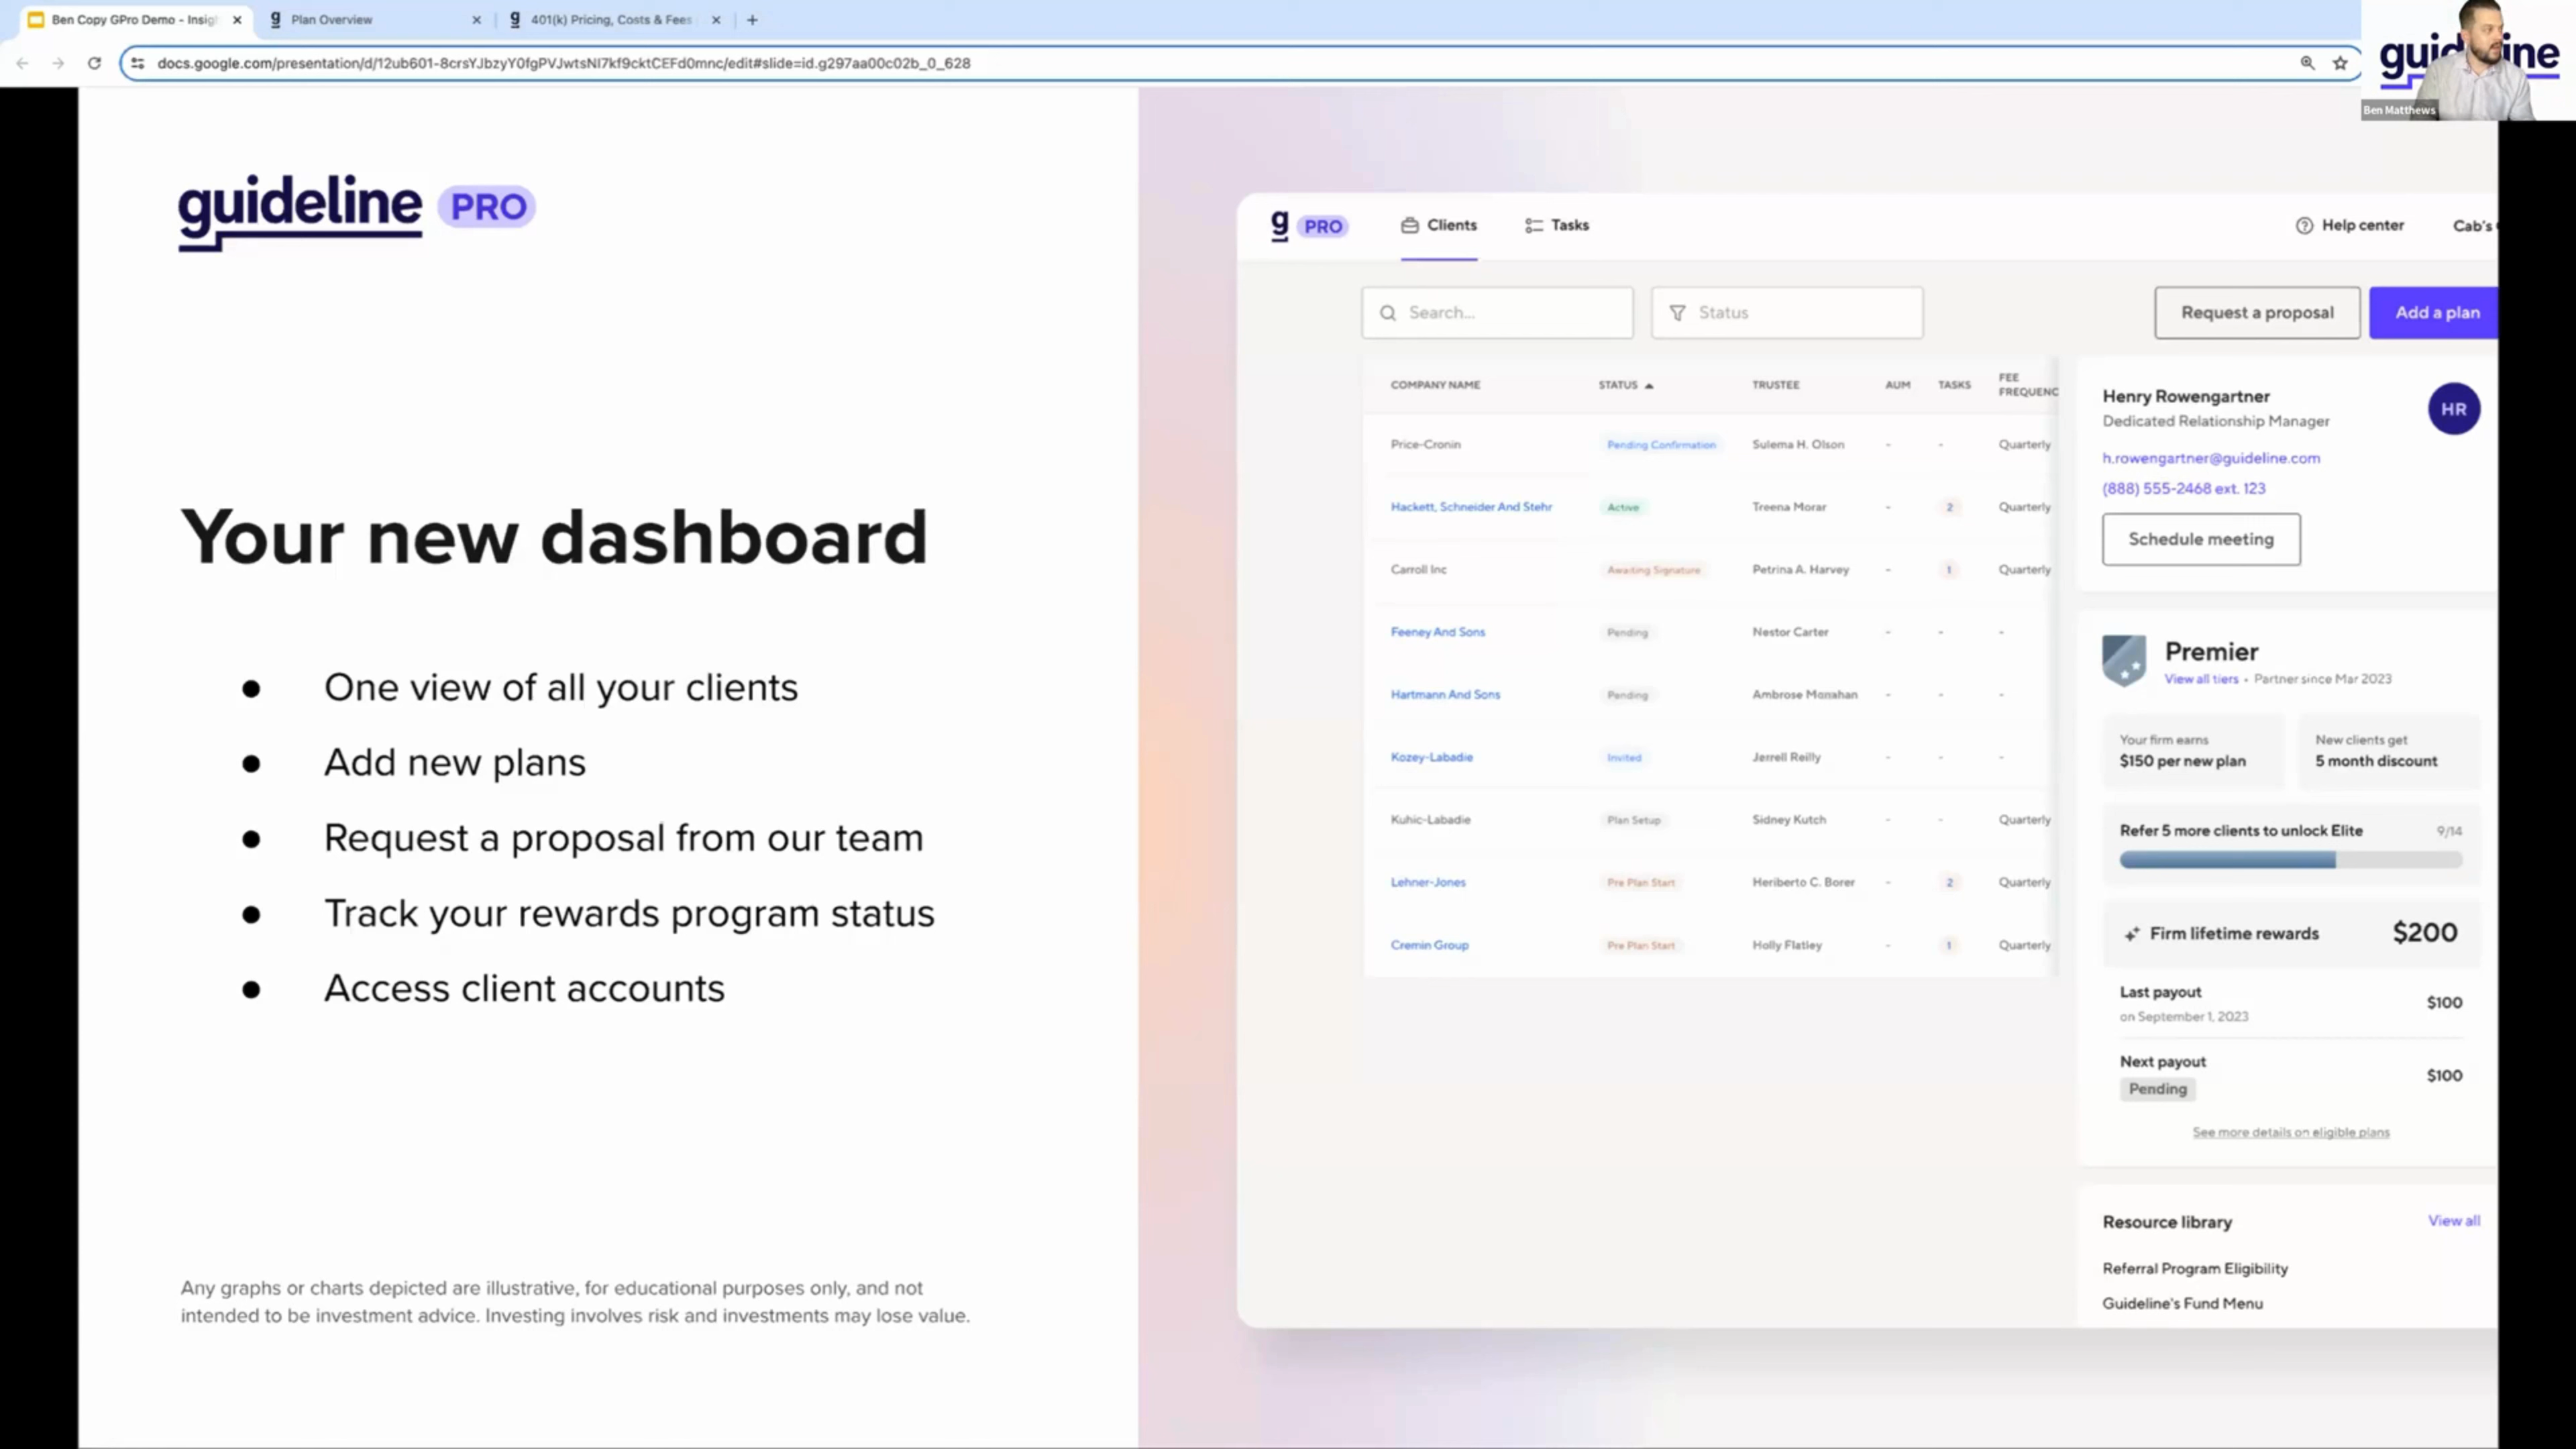 Ben Copy GPro Demo - Insig
Plan Overview
401(k) Pricing, Costs & Fees
docs.google.com/presentation/d/12ub601-8crsYJbzyY0fgPVJwtsNI7kf9cktCEFd0mnc/edit#slide=id.g297aa00c02b_0_628
guideline
Ben Matthews
guideline PRO
Your new dashboard
● One view of all your clients
● Add new plans
● Request a proposal from our team
● Track your rewards program status
● Access client accounts
Any graphs or charts depicted are illustrative, for educational purposes only, and not
intended to be investment advice. Investing involves risk and investments may lose value.
g PRO Clients Tasks Help center Cab's
Search... Status Request a proposal Add a plan
COMPANY NAME STATUS TRUSTEE AUM TASKS FEE FREQUENC
Price-Cronin Pending Confirmation Sulema H. Olson - - Quarterly
Hackett, Schneider And Stehr Active Treena Morar - 2 Quarterly
Carroll Inc Awaiting Signature Petrina A. Harvey - 1 Quarterly
Feeney And Sons Pending Nestor Carter - - -
Hartmann And Sons Pending Ambrose Monahan - - -
Kozey-Labadie Invited Jerrell Reilly - - -
Kuhic-Labadie Plan Setup Sidney Kutch - - Quarterly
Lehner-Jones Pre Plan Start Heriberto C. Borer - 2 Quarterly
Cremin Group Pre Plan Start Holly Flatley - 1 Quarterly
Henry Rowengartner
Dedicated Relationship Manager
HR
h.rowengartner@guideline.com
(888) 555-2468 ext. 123
Schedule meeting
Premier
View all tiers • Partner since Mar 2023
Your firm earns
$150 per new plan
New clients get
5 month discount
Refer 5 more clients to unlock Elite 9/14
Firm lifetime rewards $200
Last payout $100
on September 1, 2023
Next payout $100
Pending
See more details on eligible plans
Resource library View all
Referral Program Eligibility
Guideline's Fund Menu